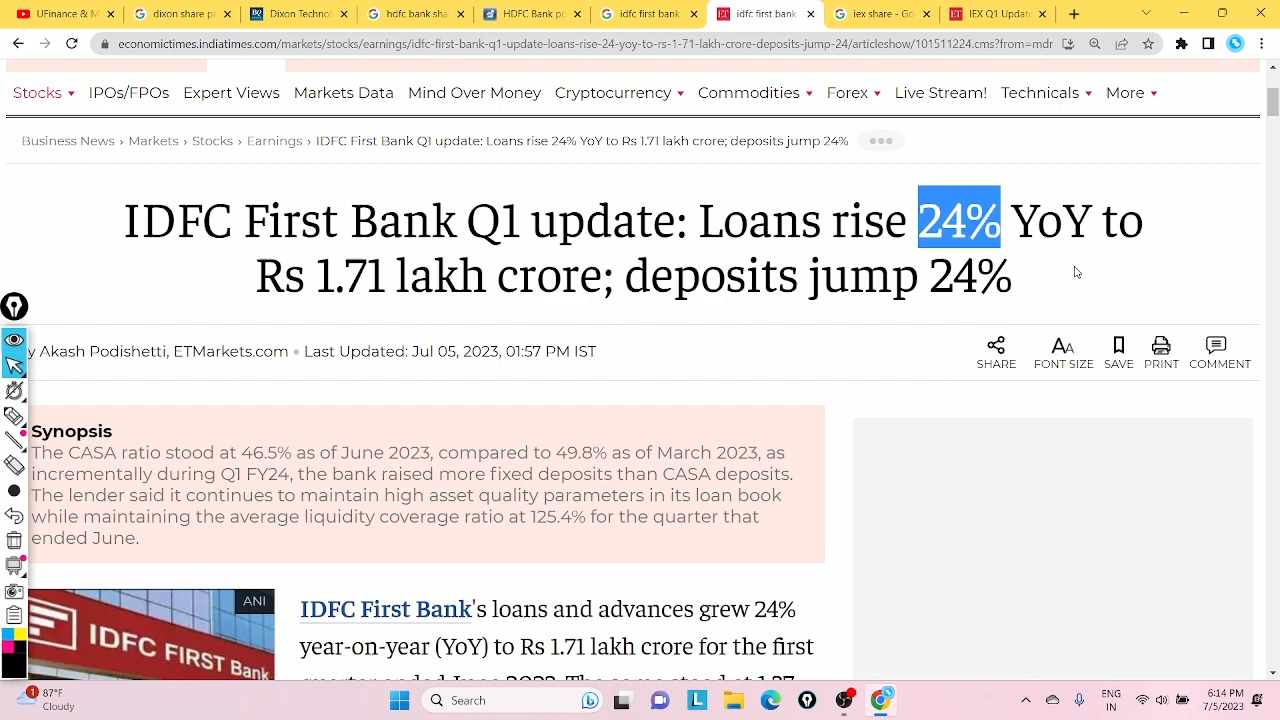 UFinance & M
dixon share pr
Dixon Technol
hdfc bank sha
HDFC Bank po
idfc first bank
idfc first bank
iex share - Go
IEX Q1 Update
economictimes.indiatimes.com/markets/stocks/earnings/idfc-first-bank-q1-update-loans-rise-24-yoy-to-rs-1-71-lakh-crore-deposits-jump-24/articleshow/101511224.cms?from=mdr
Stocks IPOs/FPOs Expert Views Markets Data Mind Over Money Cryptocurrency Commodities Forex Live Stream! Technicals More
Business News › Markets › Stocks › Earnings › IDFC First Bank Q1 update: Loans rise 24% YoY to Rs 1.71 lakh crore; deposits jump 24%
IDFC First Bank Q1 update: Loans rise 24% YoY to
Rs 1.71 lakh crore; deposits jump 24%
y Akash Podishetti, ETMarkets.com • Last Updated: Jul 05, 2023, 01:57 PM IST
SHARE FONT SIZE SAVE PRINT COMMENT
Synopsis
The CASA ratio stood at 46.5% as of June 2023, compared to 49.8% as of March 2023, as
incrementally during Q1 FY24, the bank raised more fixed deposits than CASA deposits.
The lender said it continues to maintain high asset quality parameters in its loan book
while maintaining the average liquidity coverage ratio at 125.4% for the quarter that
ended June.
ANI
IDFC FIRST Bank
IDFC First Bank's loans and advances grew 24%
year-on-year (YoY) to Rs 1.71 lakh crore for the first
87°F
Cloudy
Search
ENG
IN
6:14 PM
7/5/2023